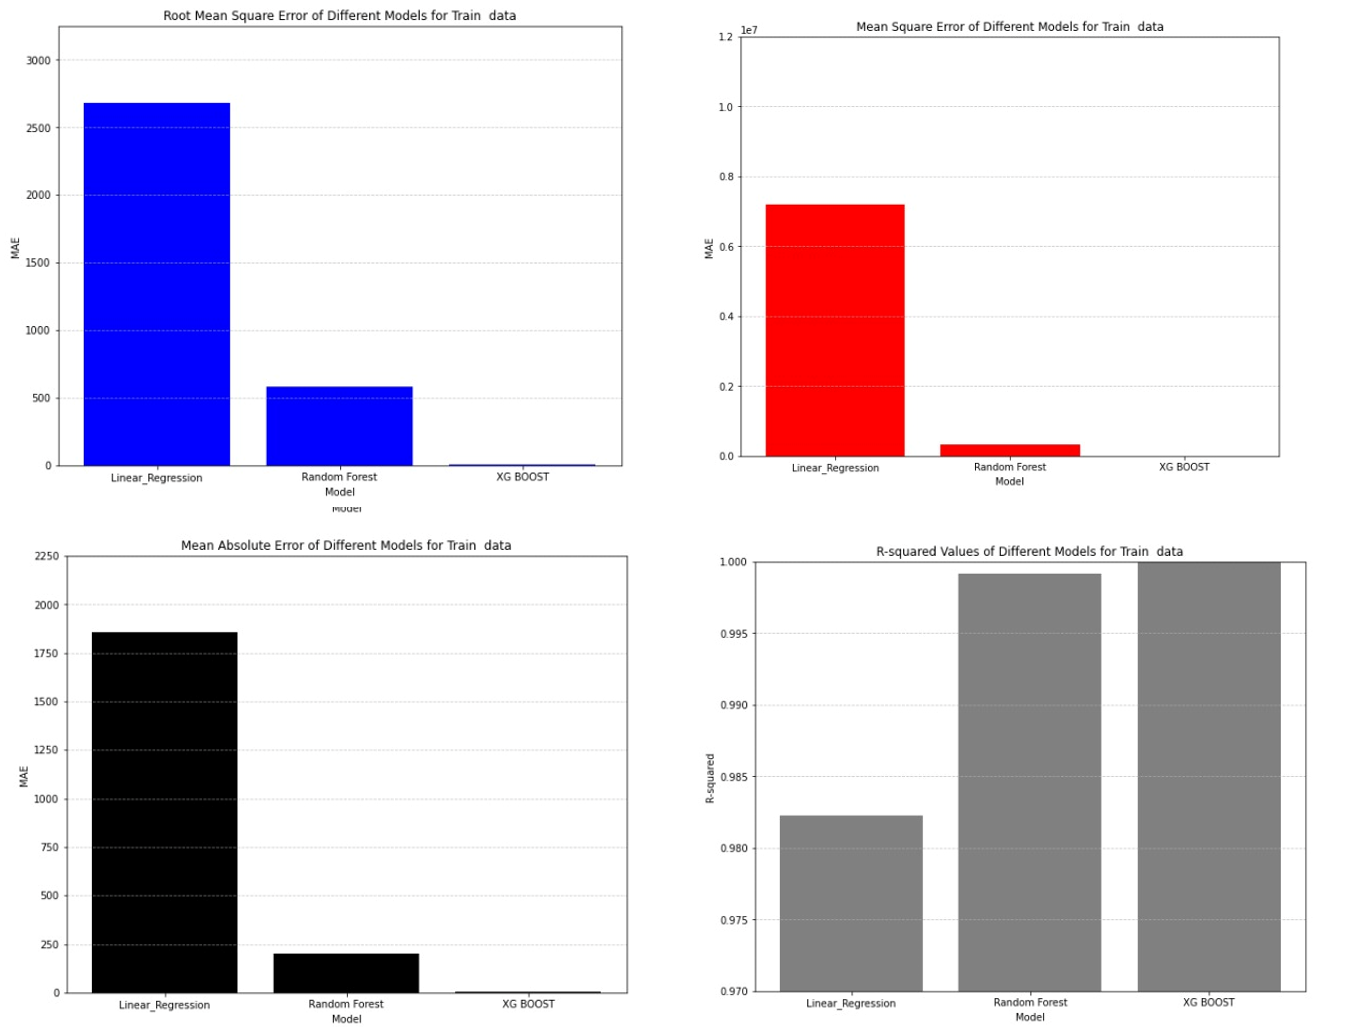 Root Mean Square Error of Different Models for Train  data
3000
2500
2000
1500
1000
500
0
MAE
Linear_Regression Random Forest XG BOOST
Model
Model
Mean Square Error of Different Models for Train  data
1e7
1.2
1.0
0.8
0.6
0.4
0.2
0.0
MAE
Linear_Regression Random Forest XG BOOST
Model
Mean Absolute Error of Different Models for Train  data
2250
2000
1750
1500
1250
1000
750
500
250
0
MAE
Linear_Regression Random Forest XG BOOST
Model
R-squared Values of Different Models for Train  data
1.000
0.995
0.990
0.985
0.980
0.975
0.970
R-squared
Linear_Regression Random Forest XG BOOST
Model